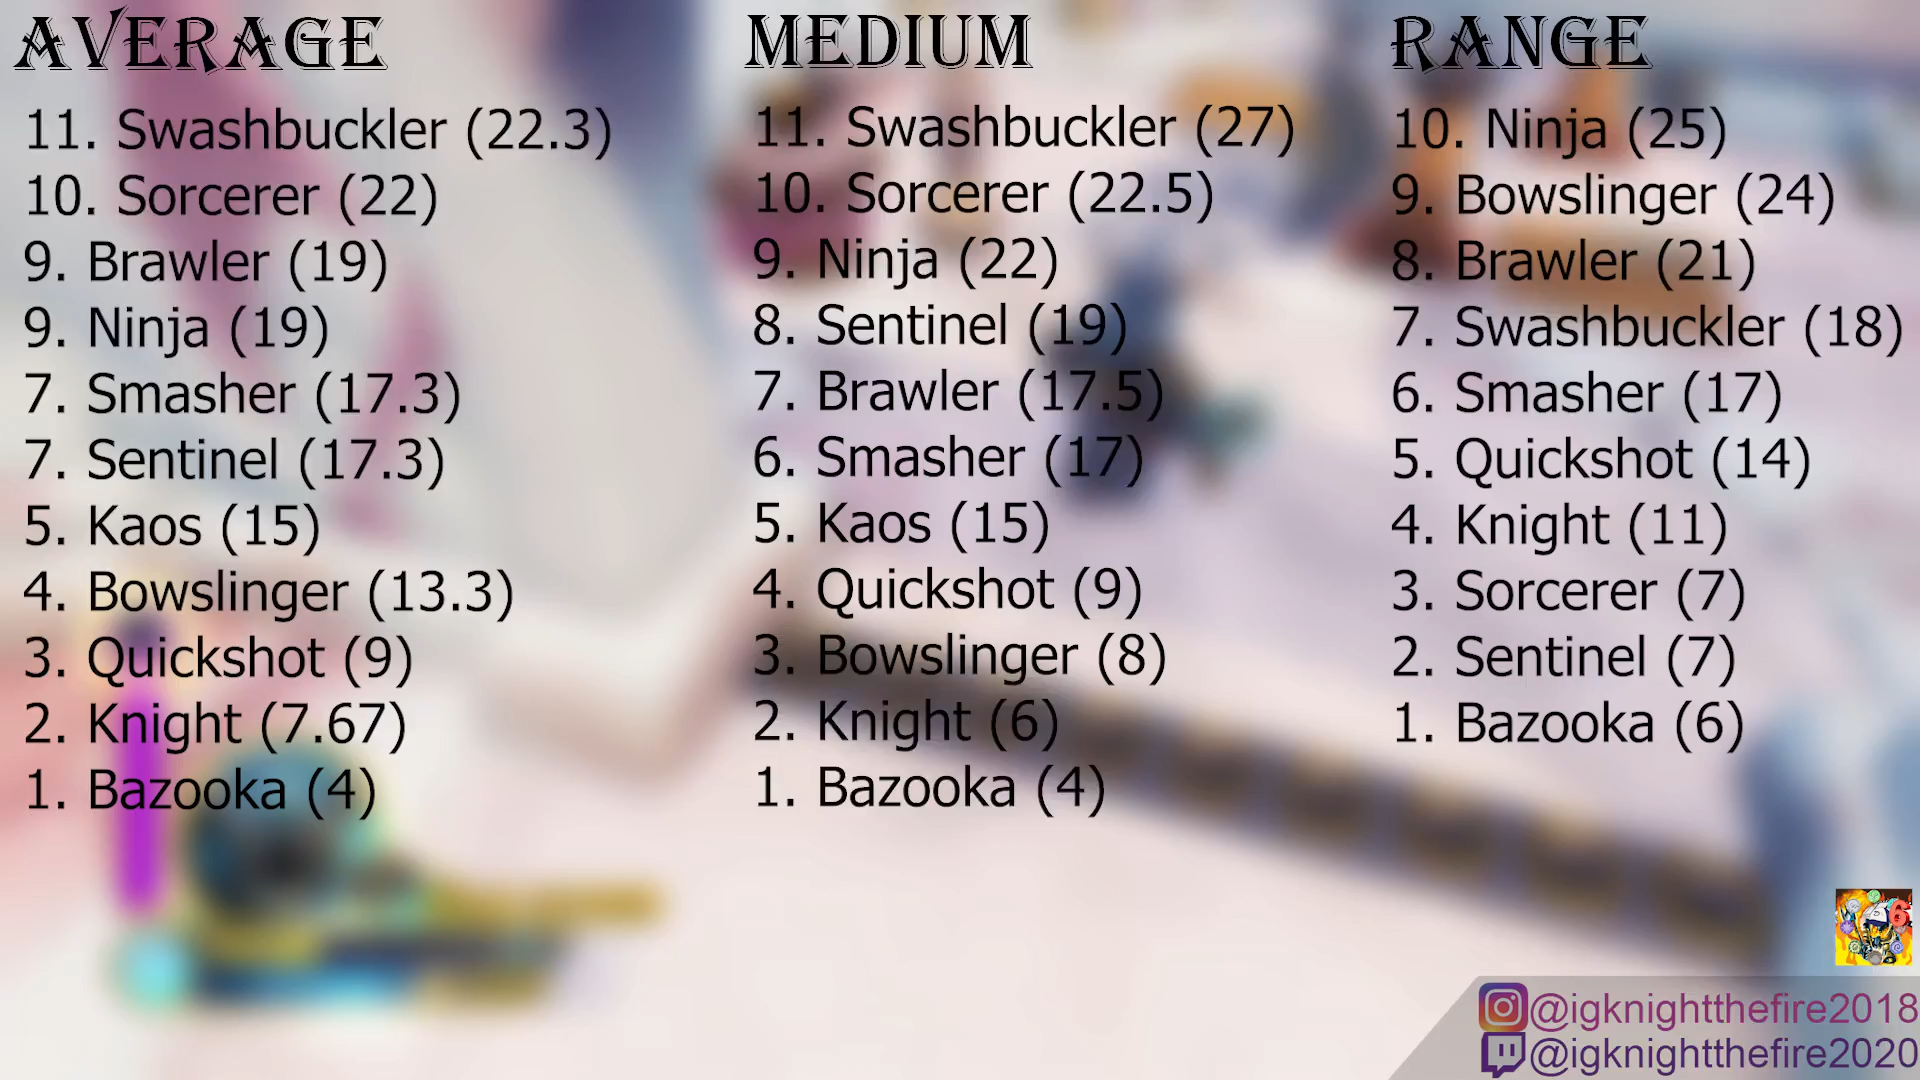 AVERAGE
11. Swashbuckler (22.3)
10. Sorcerer (22)
9. Brawler (19)
9. Ninja (19)
7. Smasher (17.3)
7. Sentinel (17.3)
5. Kaos (15)
4. Bowslinger (13.3)
3. Quickshot (9)
2. Knight (7.67)
1. Bazooka (4)
MEDIUM
11. Swashbuckler (27)
10. Sorcerer (22.5)
9. Ninja (22)
8. Sentinel (19)
7. Brawler (17.5)
6. Smasher (17)
5. Kaos (15)
4. Quickshot (9)
3. Bowslinger (8)
2. Knight (6)
1. Bazooka (4)
RANGE
10. Ninja (25)
9. Bowslinger (24)
8. Brawler (21)
7. Swashbuckler (18)
6. Smasher (17)
5. Quickshot (14)
4. Knight (11)
3. Sorcerer (7)
2. Sentinel (7)
1. Bazooka (6)
6
@igknightthefire2018
@igknightthefire2020